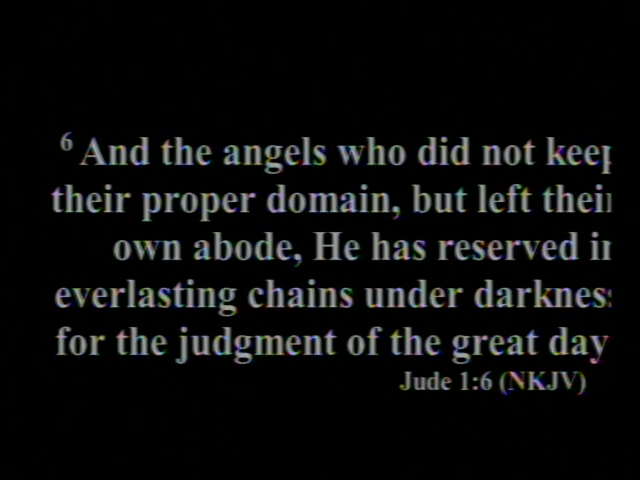 6 And the angels who did not keep
their proper domain, but left their
own abode, He has reserved in
everlasting chains under darkness
for the judgment of the great day
Jude 1:6 (NKJV)